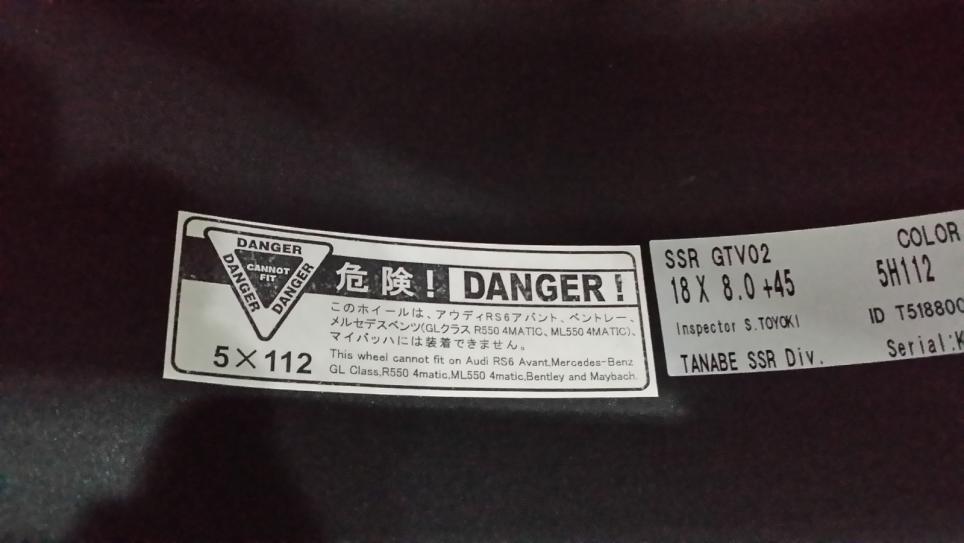 DANGER
DANGER
DANGER
CANNOT
FIT
5×112
危険! DANGER!
このホイールは、アウディRS6アバント、ベントレー、
メルセデスベンツ(GLクラス R550 4MATIC、ML550 4MATIC)、
マイバッハには装着できません。
This wheel cannot fit on Audi RS6 Avant,Mercedes-Benz
GL Class,R550 4matic,ML550 4matic,Bentley and Maybach.
SSR GTV02 COLOR
18 X 8.0 +45 5H112
Inspector S.TOYOKI ID T518800
TANABE SSR Div. Serial:K